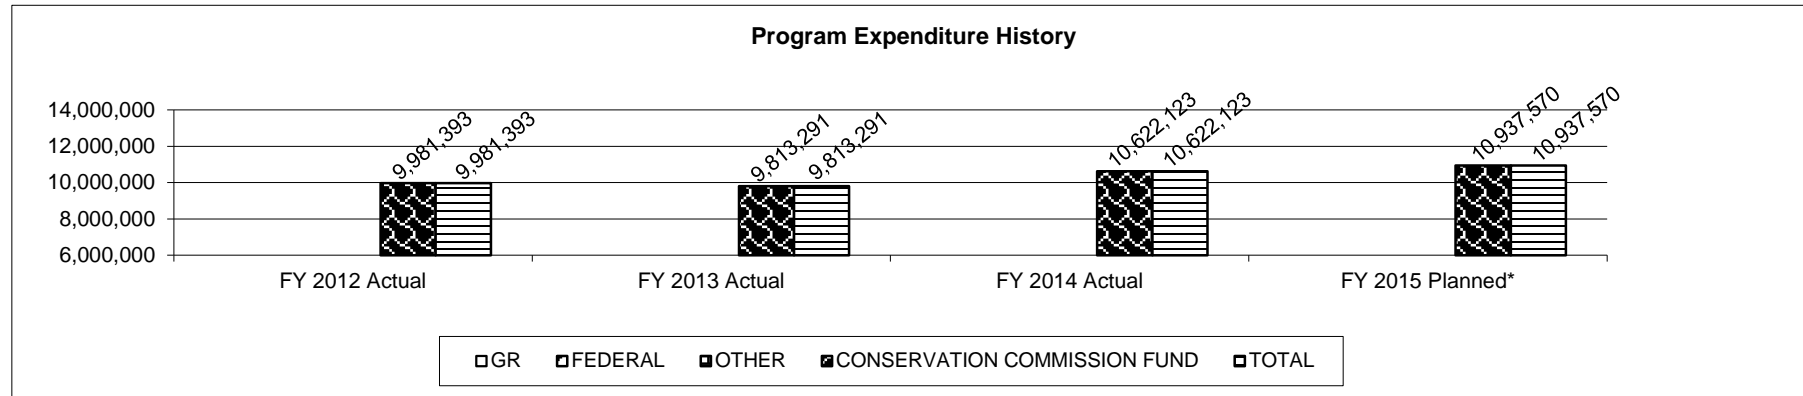 Program Expenditure History
14,000,000
12,000,000
10,000,000
8,000,000
6,000,000
9,981,393
9,981,393
9,813,291
9,813,291
10,622,123
10,622,123
10,937,570
10,937,570
FY 2012 Actual
FY 2013 Actual
FY 2014 Actual
FY 2015 Planned*
GR FEDERAL OTHER CONSERVATION COMMISSION FUND TOTAL